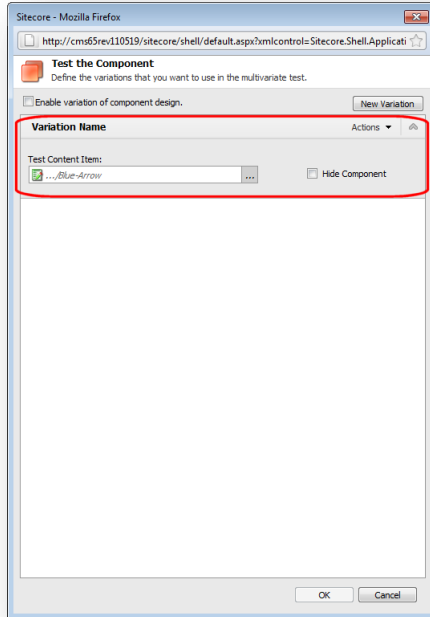 Sitecore - Mozilla Firefox
http://cms65rev110519/sitecore/shell/default.aspx?xmlcontrol=Sitecore.Shell.Applicati
Test the Component
Define the variations that you want to use in the multivariate test.
Enable variation of component design.
New Variation
Variation Name
Actions
Test Content Item:
.../Blue-Arrow
...
Hide Component
OK
Cancel